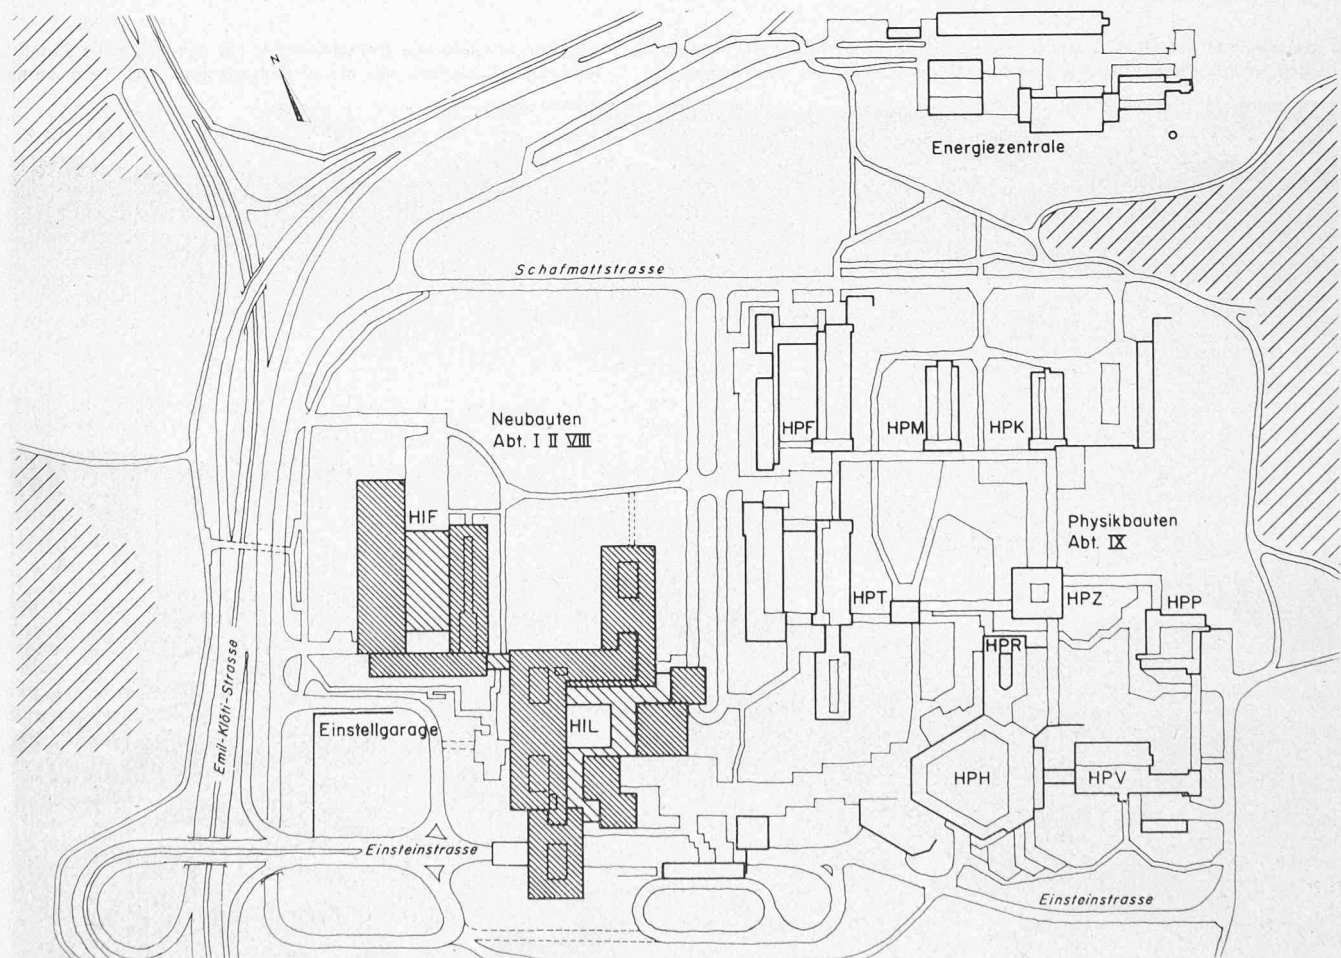 N
Energiezentrale
Schafmattstrasse
Neubauten
Abt. I II VIII
HPF
HPM
HPK
HIF
Physikbauten
Abt. IX
HPT
HPZ
HPP
HPR
Emil-Klöti-Strasse
Einstellgarage
HIL
HPH
HPV
Einsteinstrasse
Einsteinstrasse